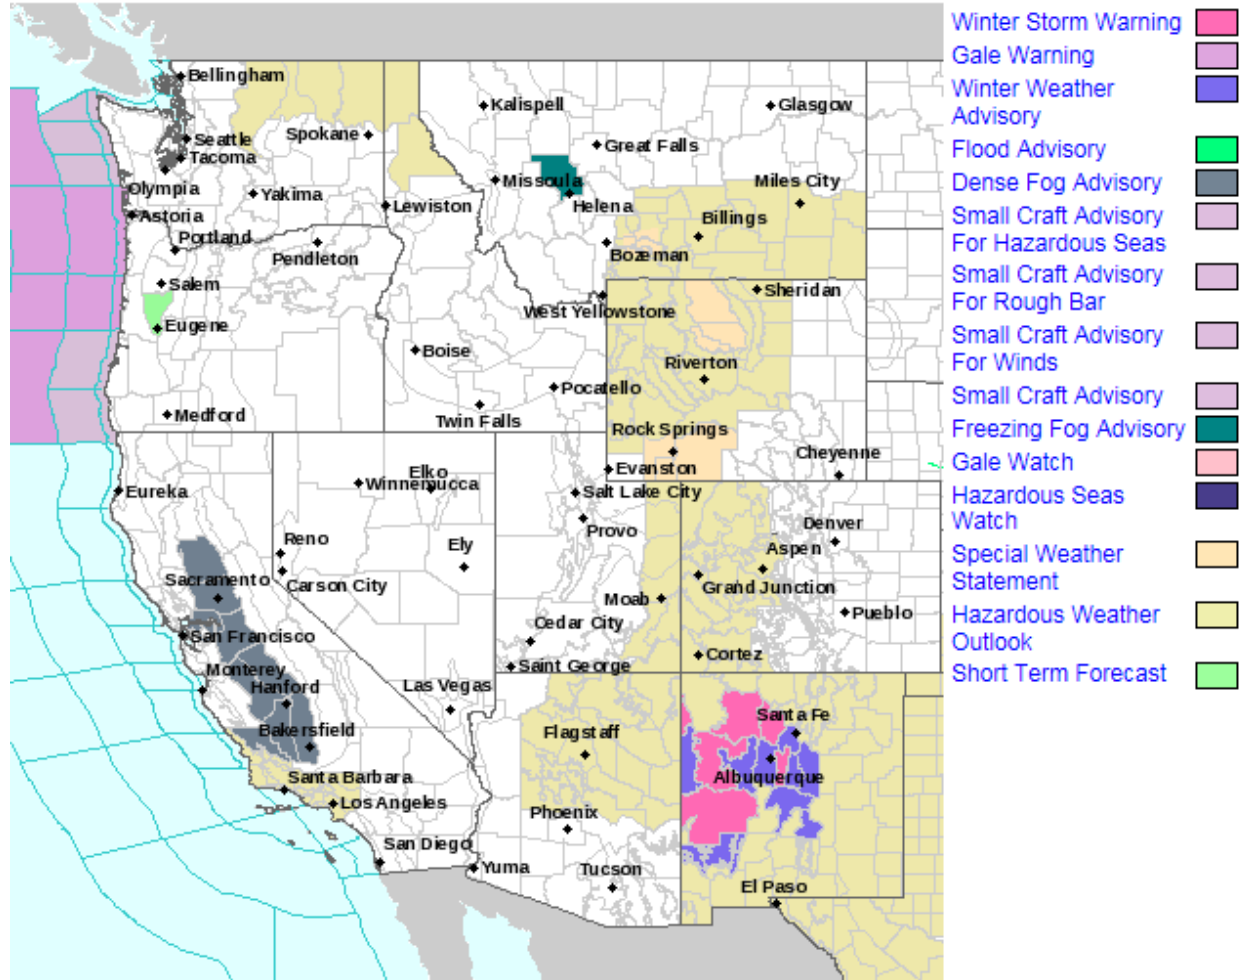 Bellingham
Kalispell
Glasgow
Spokane
Seattle
Great Falls
Tacoma
Missoula
Miles City
Olympia
Yakima
Lewiston
Helena
Astoria
Billings
Portland
Pendleton
Bozeman
Salem
Sheridan
West Yellowstone
Eugene
Boise
Riverton
Pocatello
Medford
Twin Falls
Rock Springs
Cheyenne
Elko
Evanston
Winnemucca
Eureka
Salt Lake City
Provo
Denver
Reno
Ely
Aspen
Sacramento
Carson City
Grand Junction
Moab
Pueblo
Cedar City
San Francisco
Cortez
Saint George
Monterey
Hanford
Las Vegas
Santa Fe
Bakersfield
Flagstaff
Santa Barbara
Albuquerque
Los Angeles
Phoenix
San Diego
Yuma
Tucson
El Paso
Winter Storm Warning
Gale Warning
Winter Weather
Advisory
Flood Advisory
Dense Fog Advisory
Small Craft Advisory
For Hazardous Seas
Small Craft Advisory
For Rough Bar
Small Craft Advisory
For Winds
Small Craft Advisory
Freezing Fog Advisory
Gale Watch
Hazardous Seas
Watch
Special Weather
Statement
Hazardous Weather
Outlook
Short Term Forecast